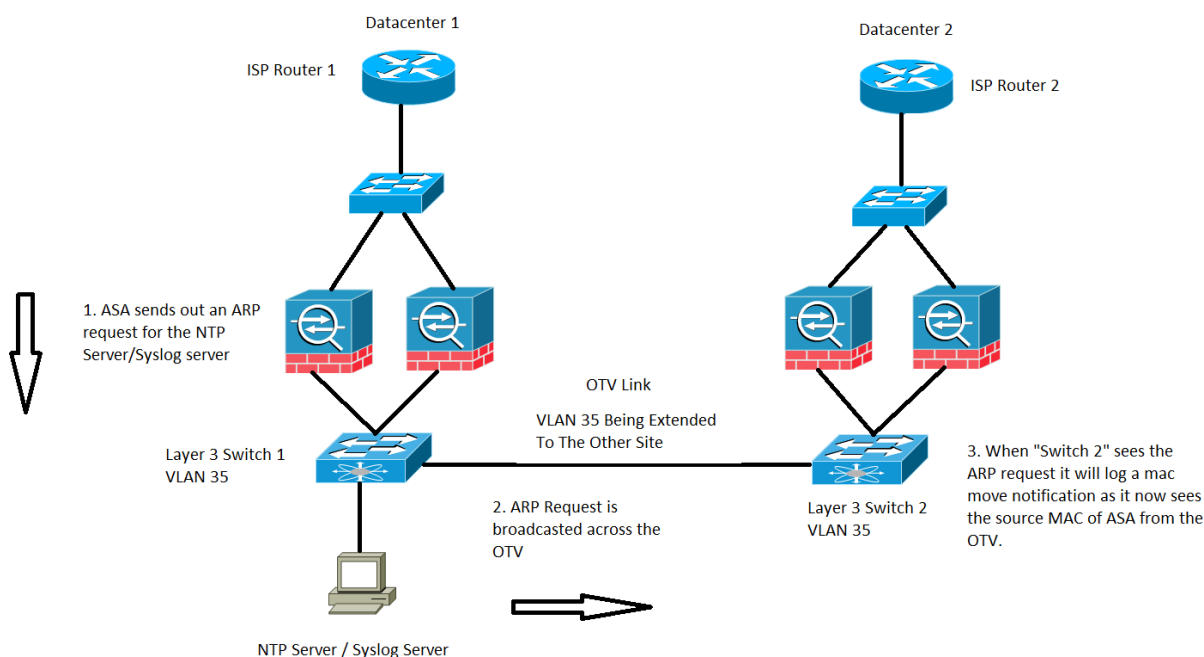 Datacenter 1
Datacenter 2
ISP Router 1
ISP Router 2
1. ASA sends out an ARP
request for the NTP
Server/Syslog server
OTV Link
VLAN 35 Being Extended
To The Other Site
Layer 3 Switch 1
VLAN 35
2. ARP Request is
broadcasted across the
OTV
Layer 3 Switch 2
VLAN 35
3. When "Switch 2" sees the
ARP request it will log a mac
move notification as it now sees
the source MAC of ASA from the
OTV.
NTP Server / Syslog Server